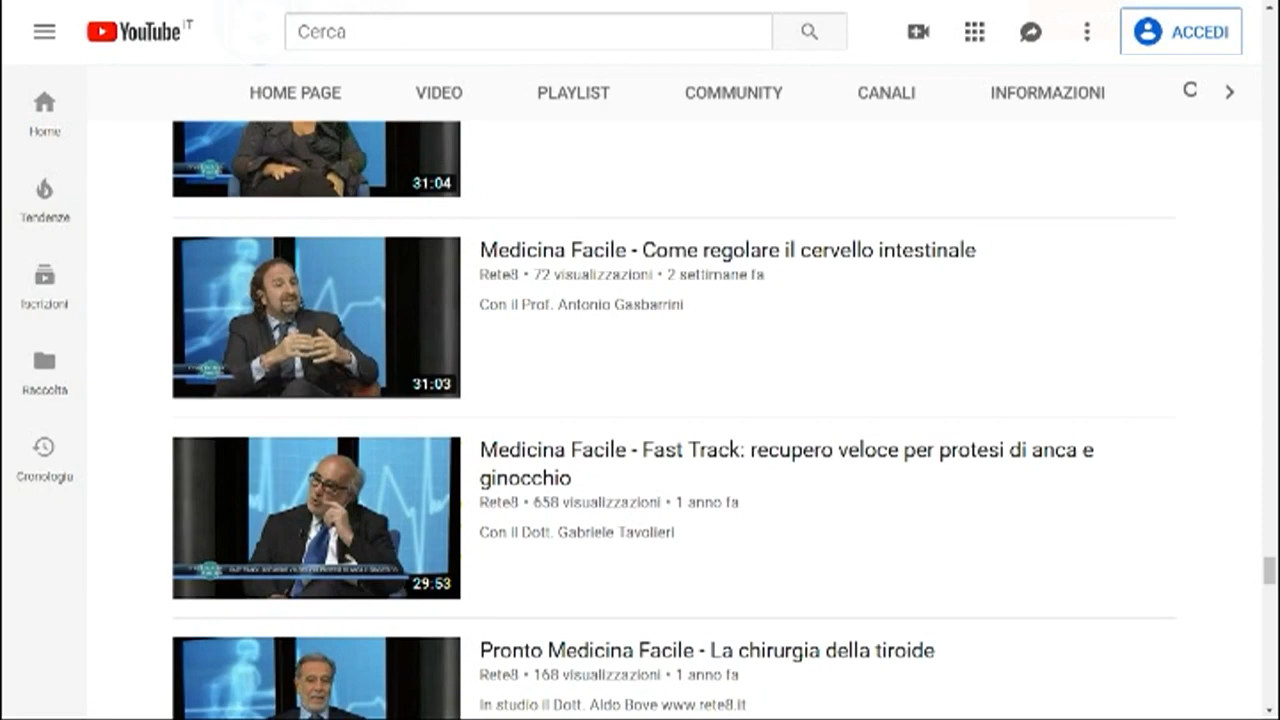 YouTube IT
Cerca
ACCEDI
HOME PAGE VIDEO PLAYLIST COMMUNITY CANALI INFORMAZIONI
Home
Tendenze
Iscrizioni
Raccolta
Cronologia
31:04
Medicina Facile - Come regolare il cervello intestinale
Rete8 • 72 visualizzazioni • 2 settimane fa
Con il Prof. Antonio Gasbarrini
31:03
Medicina Facile - Fast Track: recupero veloce per protesi di anca e
ginocchio
Rete8 • 658 visualizzazioni • 1 anno fa
Con il Dott. Gabriele Tavolieri
29:53
Pronto Medicina Facile - La chirurgia della tiroide
Rete8 • 168 visualizzazioni • 1 anno fa
In studio il Dott. Aldo Bove www.rete8.it